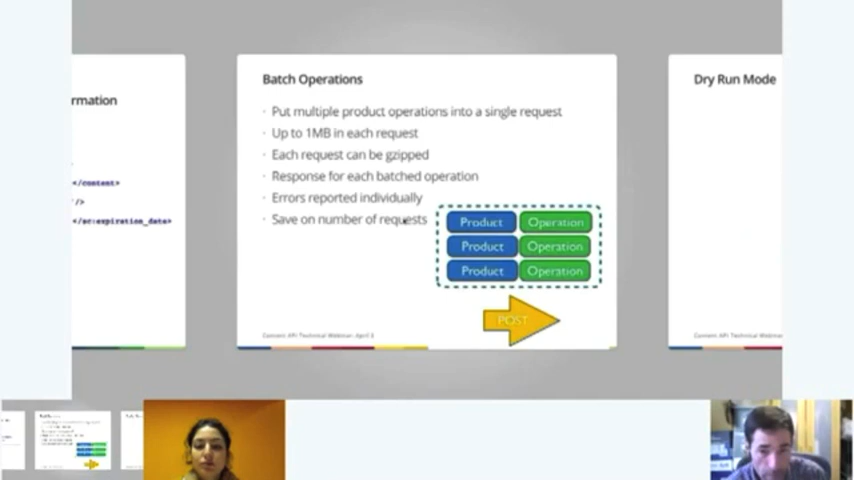 rmation
</content>
/>
</sc:expiration_date>
Batch Operations
· Put multiple product operations into a single request
· Up to 1MB in each request
· Each request can be gzipped
· Response for each batched operation
· Errors reported individually
· Save on number of requests
Product Operation
Product Operation
Product Operation
POST
Content API Technical Webinar: April 3
Dry Run Mode
Content API Technical Webina